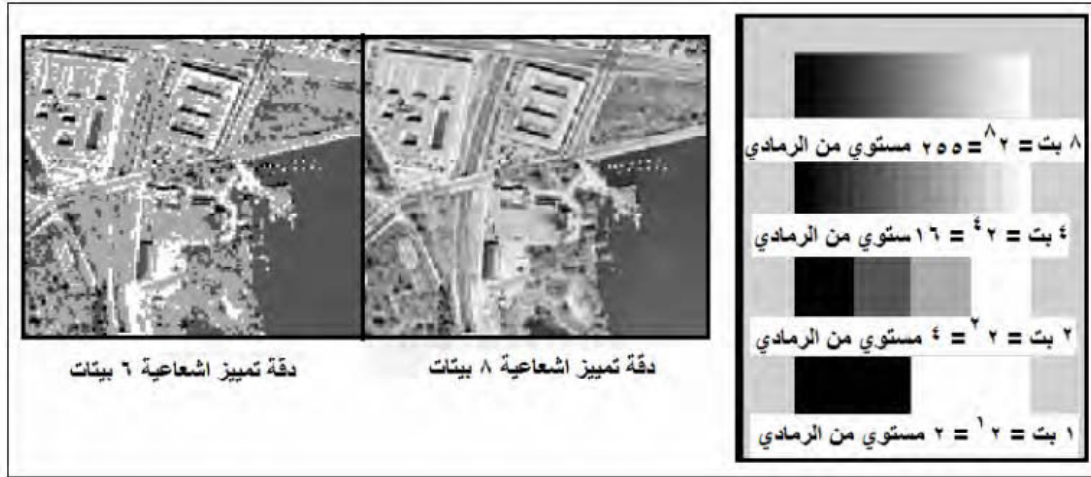 ٨ بت = ٢^٨ = ٢٥٥ مستوي من الرمادي
٤ بت = ٢^٤ = ١٦ ستوي من الرمادي
٢ بت = ٢^٢ = ٤ مستوي من الرمادي
١ بت = ٢^١ = ٢ مستوي من الرمادي
دقة تمييز اشعاعية ٨ بيتات
دقة تمييز اشعاعية ٦ بيتات